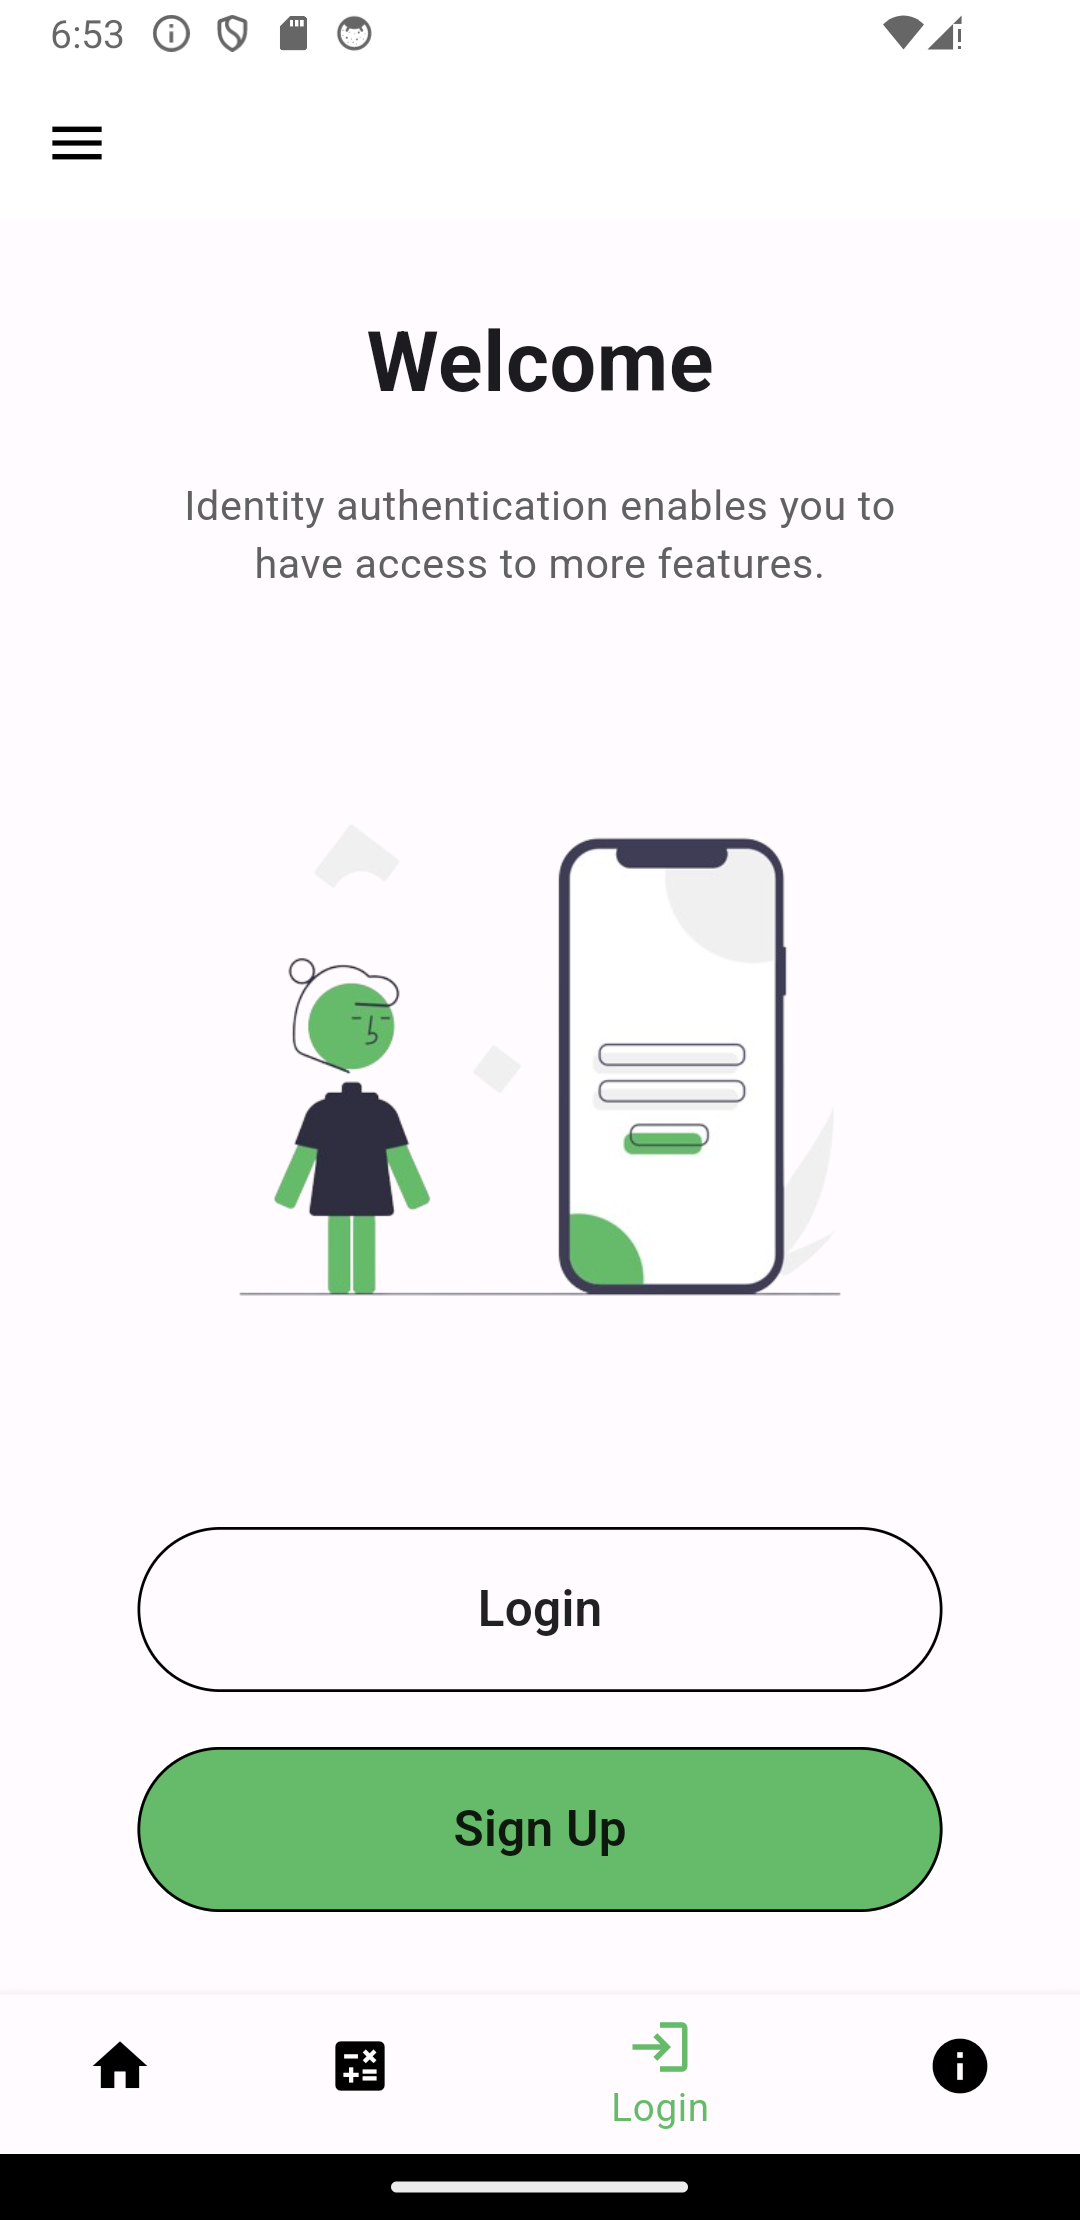 6:53
Welcome
Identity authentication enables you to
have access to more features.
Login
Sign Up
Login